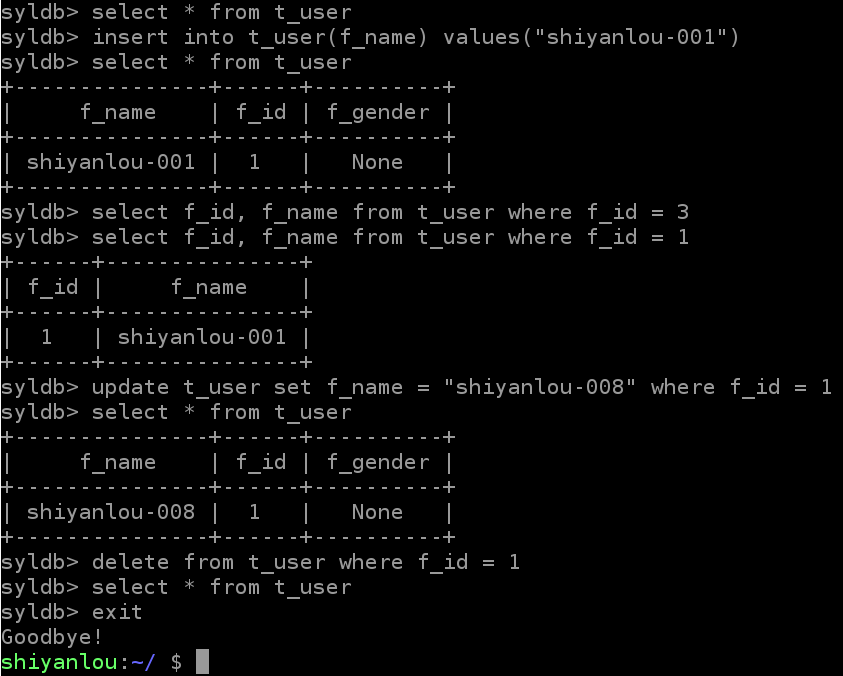 syldb> select * from t_user
syldb> insert into t_user(f_name) values("shiyanlou-001")
syldb> select * from t_user
+---------------+------+----------+
|     f_name    | f_id | f_gender |
+---------------+------+----------+
| shiyanlou-001 |  1   |   None   |
+---------------+------+----------+
syldb> select f_id, f_name from t_user where f_id = 3
syldb> select f_id, f_name from t_user where f_id = 1
+------+---------------+
| f_id |     f_name    |
+------+---------------+
|  1   | shiyanlou-001 |
+------+---------------+
syldb> update t_user set f_name = "shiyanlou-008" where f_id = 1
syldb> select * from t_user
+---------------+------+----------+
|     f_name    | f_id | f_gender |
+---------------+------+----------+
| shiyanlou-008 |  1   |   None   |
+---------------+------+----------+
syldb> delete from t_user where f_id = 1
syldb> select * from t_user
syldb> exit
Goodbye!
shiyanlou:~/ $